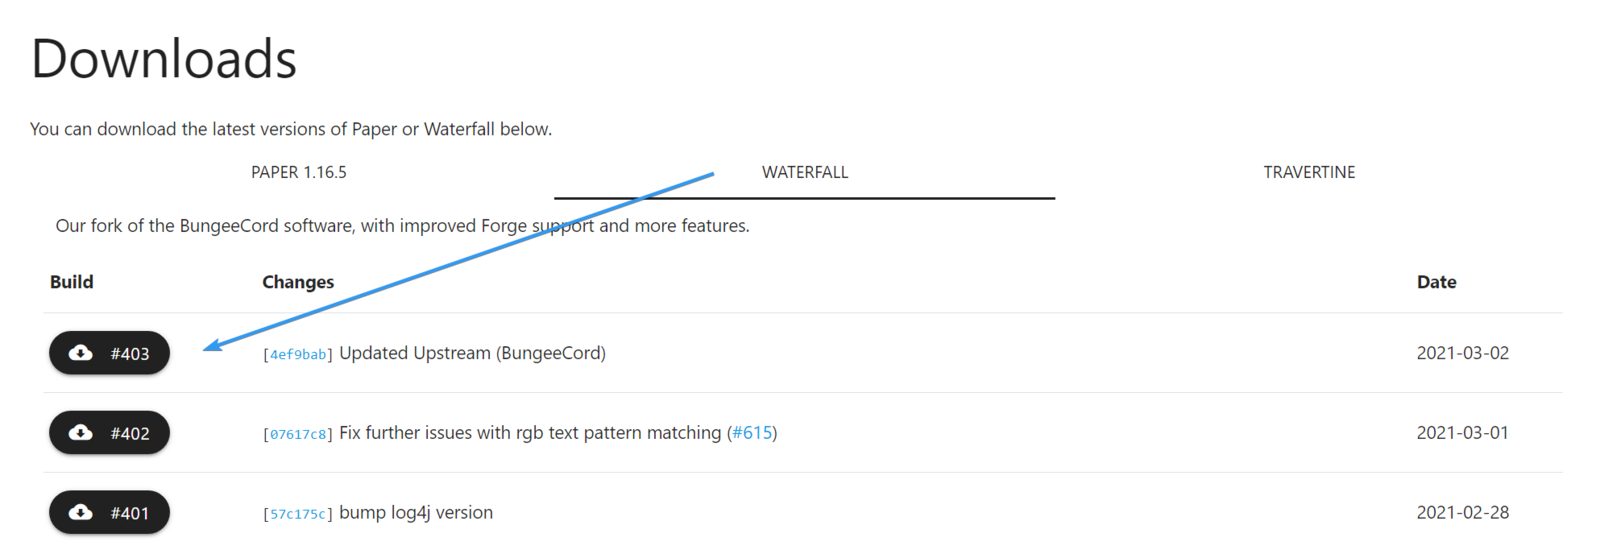 Downloads
You can download the latest versions of Paper or Waterfall below.
PAPER 1.16.5 WATERFALL TRAVERTINE
Our fork of the BungeeCord software, with improved Forge support and more features.
Build Changes Date
#403 [4ef9bab] Updated Upstream (BungeeCord) 2021-03-02
#402 [07617c8] Fix further issues with rgb text pattern matching (#615) 2021-03-01
#401 [57c175c] bump log4j version 2021-02-28